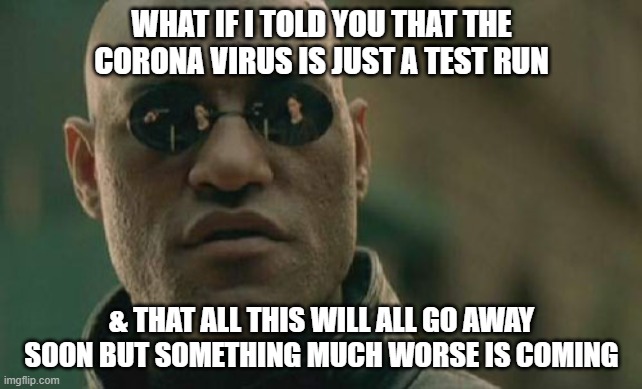 WHAT IF I TOLD YOU THAT THE
CORONA VIRUS IS JUST A TEST RUN
& THAT ALL THIS WILL ALL GO AWAY
SOON BUT SOMETHING MUCH WORSE IS COMING
imgflip.com